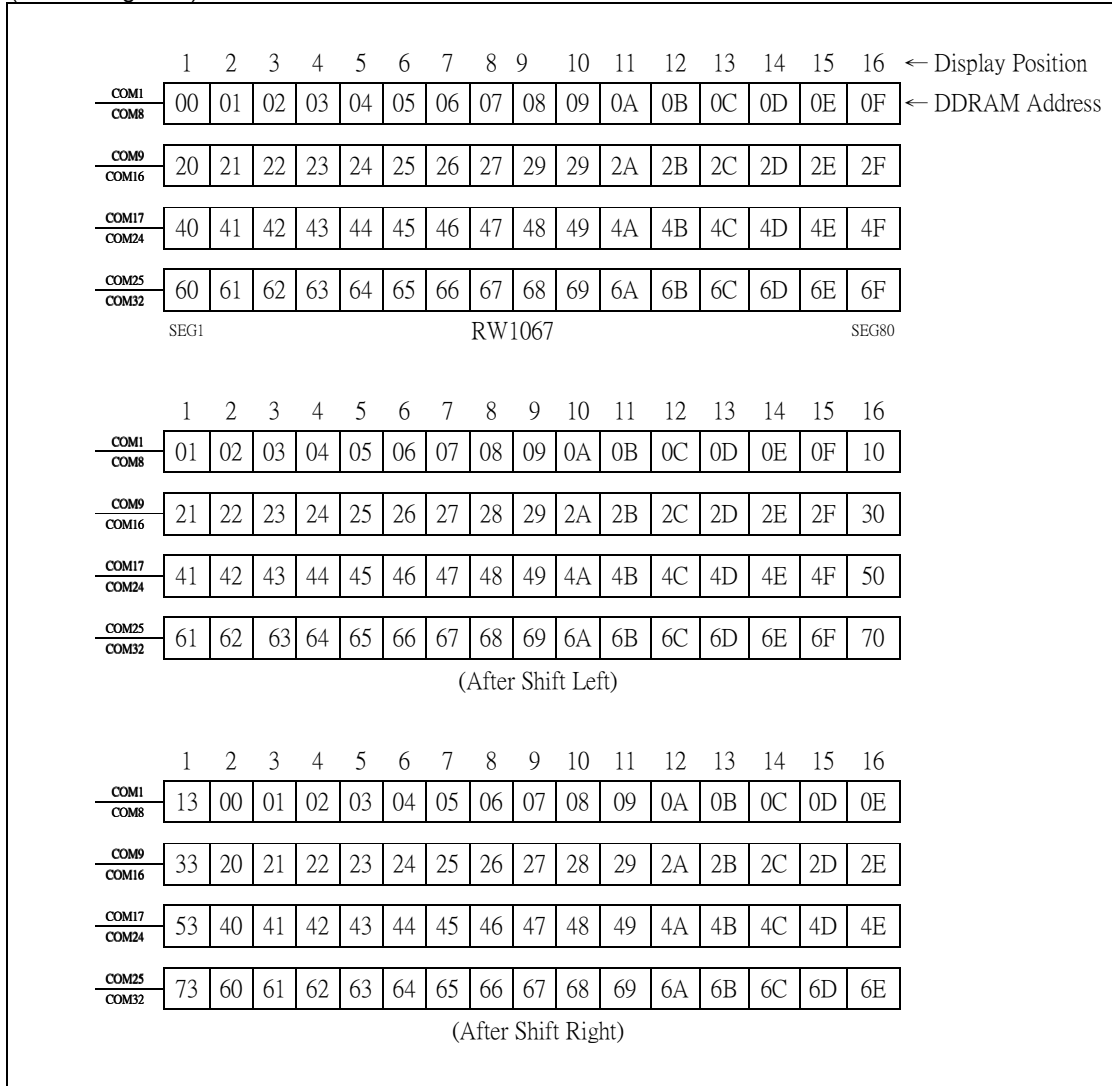 1 2 3 4 5 6 7 8 9 10 11 12 13 14 15 16 ← Display Position
COM1 00 01 02 03 04 05 06 07 08 09 0A 0B 0C 0D 0E 0F ← DDRAM Address
COM8
COM9 20 21 22 23 24 25 26 27 29 29 2A 2B 2C 2D 2E 2F
COM16
COM17 40 41 42 43 44 45 46 47 48 49 4A 4B 4C 4D 4E 4F
COM24
COM25 60 61 62 63 64 65 66 67 68 69 6A 6B 6C 6D 6E 6F
COM32
SEG1 RW1067 SEG80
1 2 3 4 5 6 7 8 9 10 11 12 13 14 15 16
COM1 01 02 03 04 05 06 07 08 09 0A 0B 0C 0D 0E 0F 10
COM8
COM9 21 22 23 24 25 26 27 28 29 2A 2B 2C 2D 2E 2F 30
COM16
COM17 41 42 43 44 45 46 47 48 49 4A 4B 4C 4D 4E 4F 50
COM24
COM25 61 62 63 64 65 66 67 68 69 6A 6B 6C 6D 6E 6F 70
COM32
(After Shift Left)
1 2 3 4 5 6 7 8 9 10 11 12 13 14 15 16
COM1 13 00 01 02 03 04 05 06 07 08 09 0A 0B 0C 0D 0E
COM8
COM9 33 20 21 22 23 24 25 26 27 28 29 2A 2B 2C 2D 2E
COM16
COM17 53 40 41 42 43 44 45 46 47 48 49 4A 4B 4C 4D 4E
COM24
COM25 73 60 61 62 63 64 65 66 67 68 69 6A 6B 6C 6D 6E
COM32
(After Shift Right)